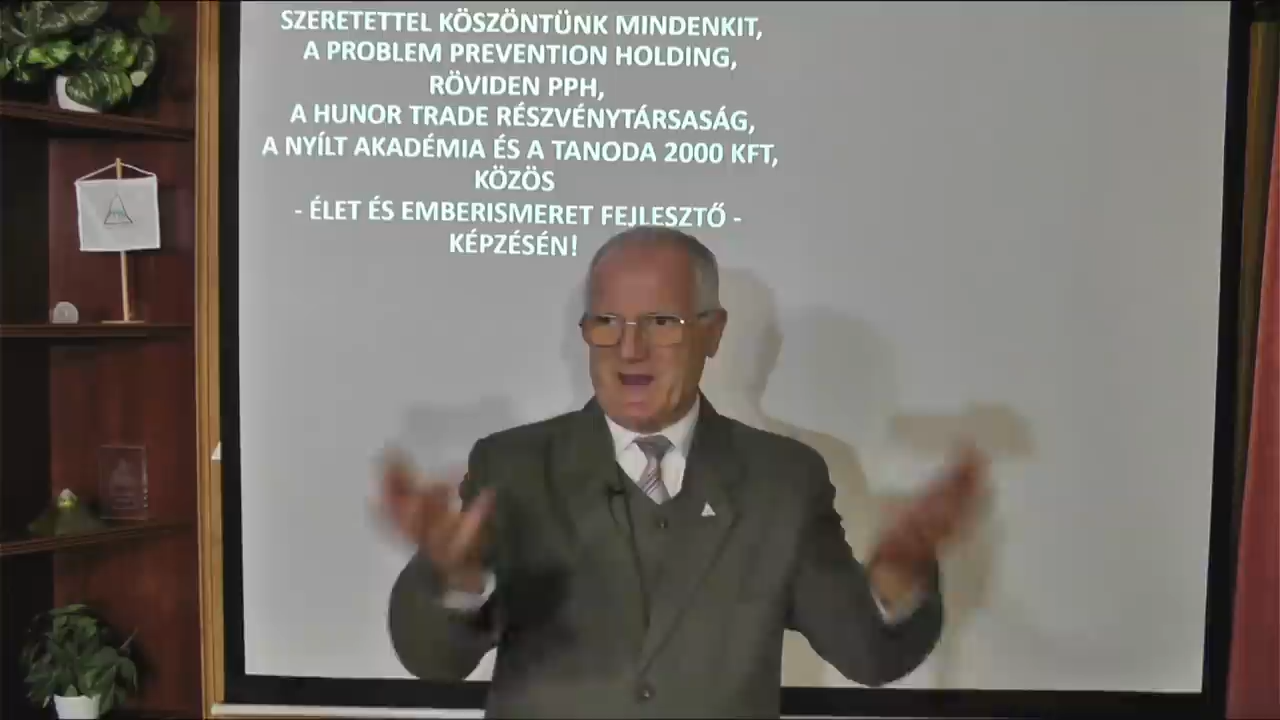 SZERETETTEL KÖSZÖNTÜNK MINDENKIT,
A PROBLEM PREVENTION HOLDING,
RÖVIDEN PPH,
A HUNOR TRADE RÉSZVÉNYTÁRSASÁG,
A NYÍLT AKADÉMIA ÉS A TANODA 2000 KFT,
KÖZÖS
- ÉLET ÉS EMBERISMERET FEJLESZTŐ -
KÉPZÉSÉN!